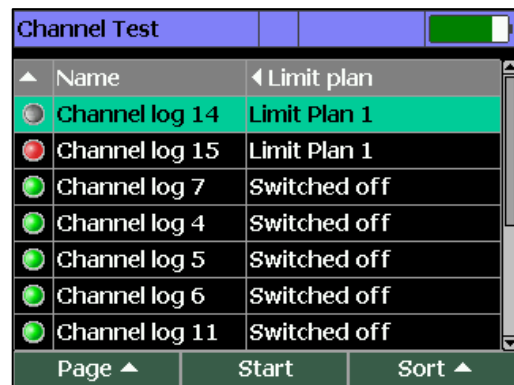 Channel Test
Name Limit plan
Channel log 14 Limit Plan 1
Channel log 15 Limit Plan 1
Channel log 7 Switched off
Channel log 4 Switched off
Channel log 5 Switched off
Channel log 6 Switched off
Channel log 11 Switched off
Page Start Sort